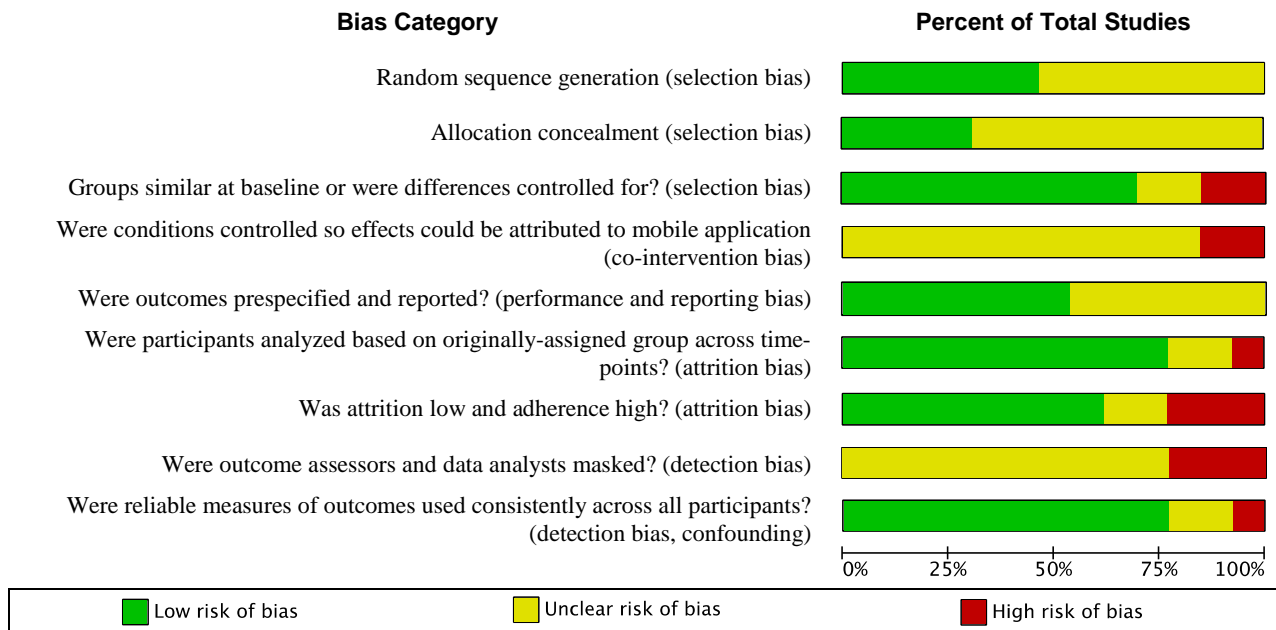 Bias Category Percent of Total Studies
Random sequence generation (selection bias)
Allocation concealment (selection bias)
Groups similar at baseline or were differences controlled for? (selection bias)
Were conditions controlled so effects could be attributed to mobile application
(co-intervention bias)
Were outcomes prespecified and reported? (performance and reporting bias)
Were participants analyzed based on originally-assigned group across time-
points? (attrition bias)
Was attrition low and adherence high? (attrition bias)
Were outcome assessors and data analysts masked? (detection bias)
Were reliable measures of outcomes used consistently across all participants?
(detection bias, confounding)
0% 25% 50% 75% 100%
Low risk of bias Unclear risk of bias High risk of bias